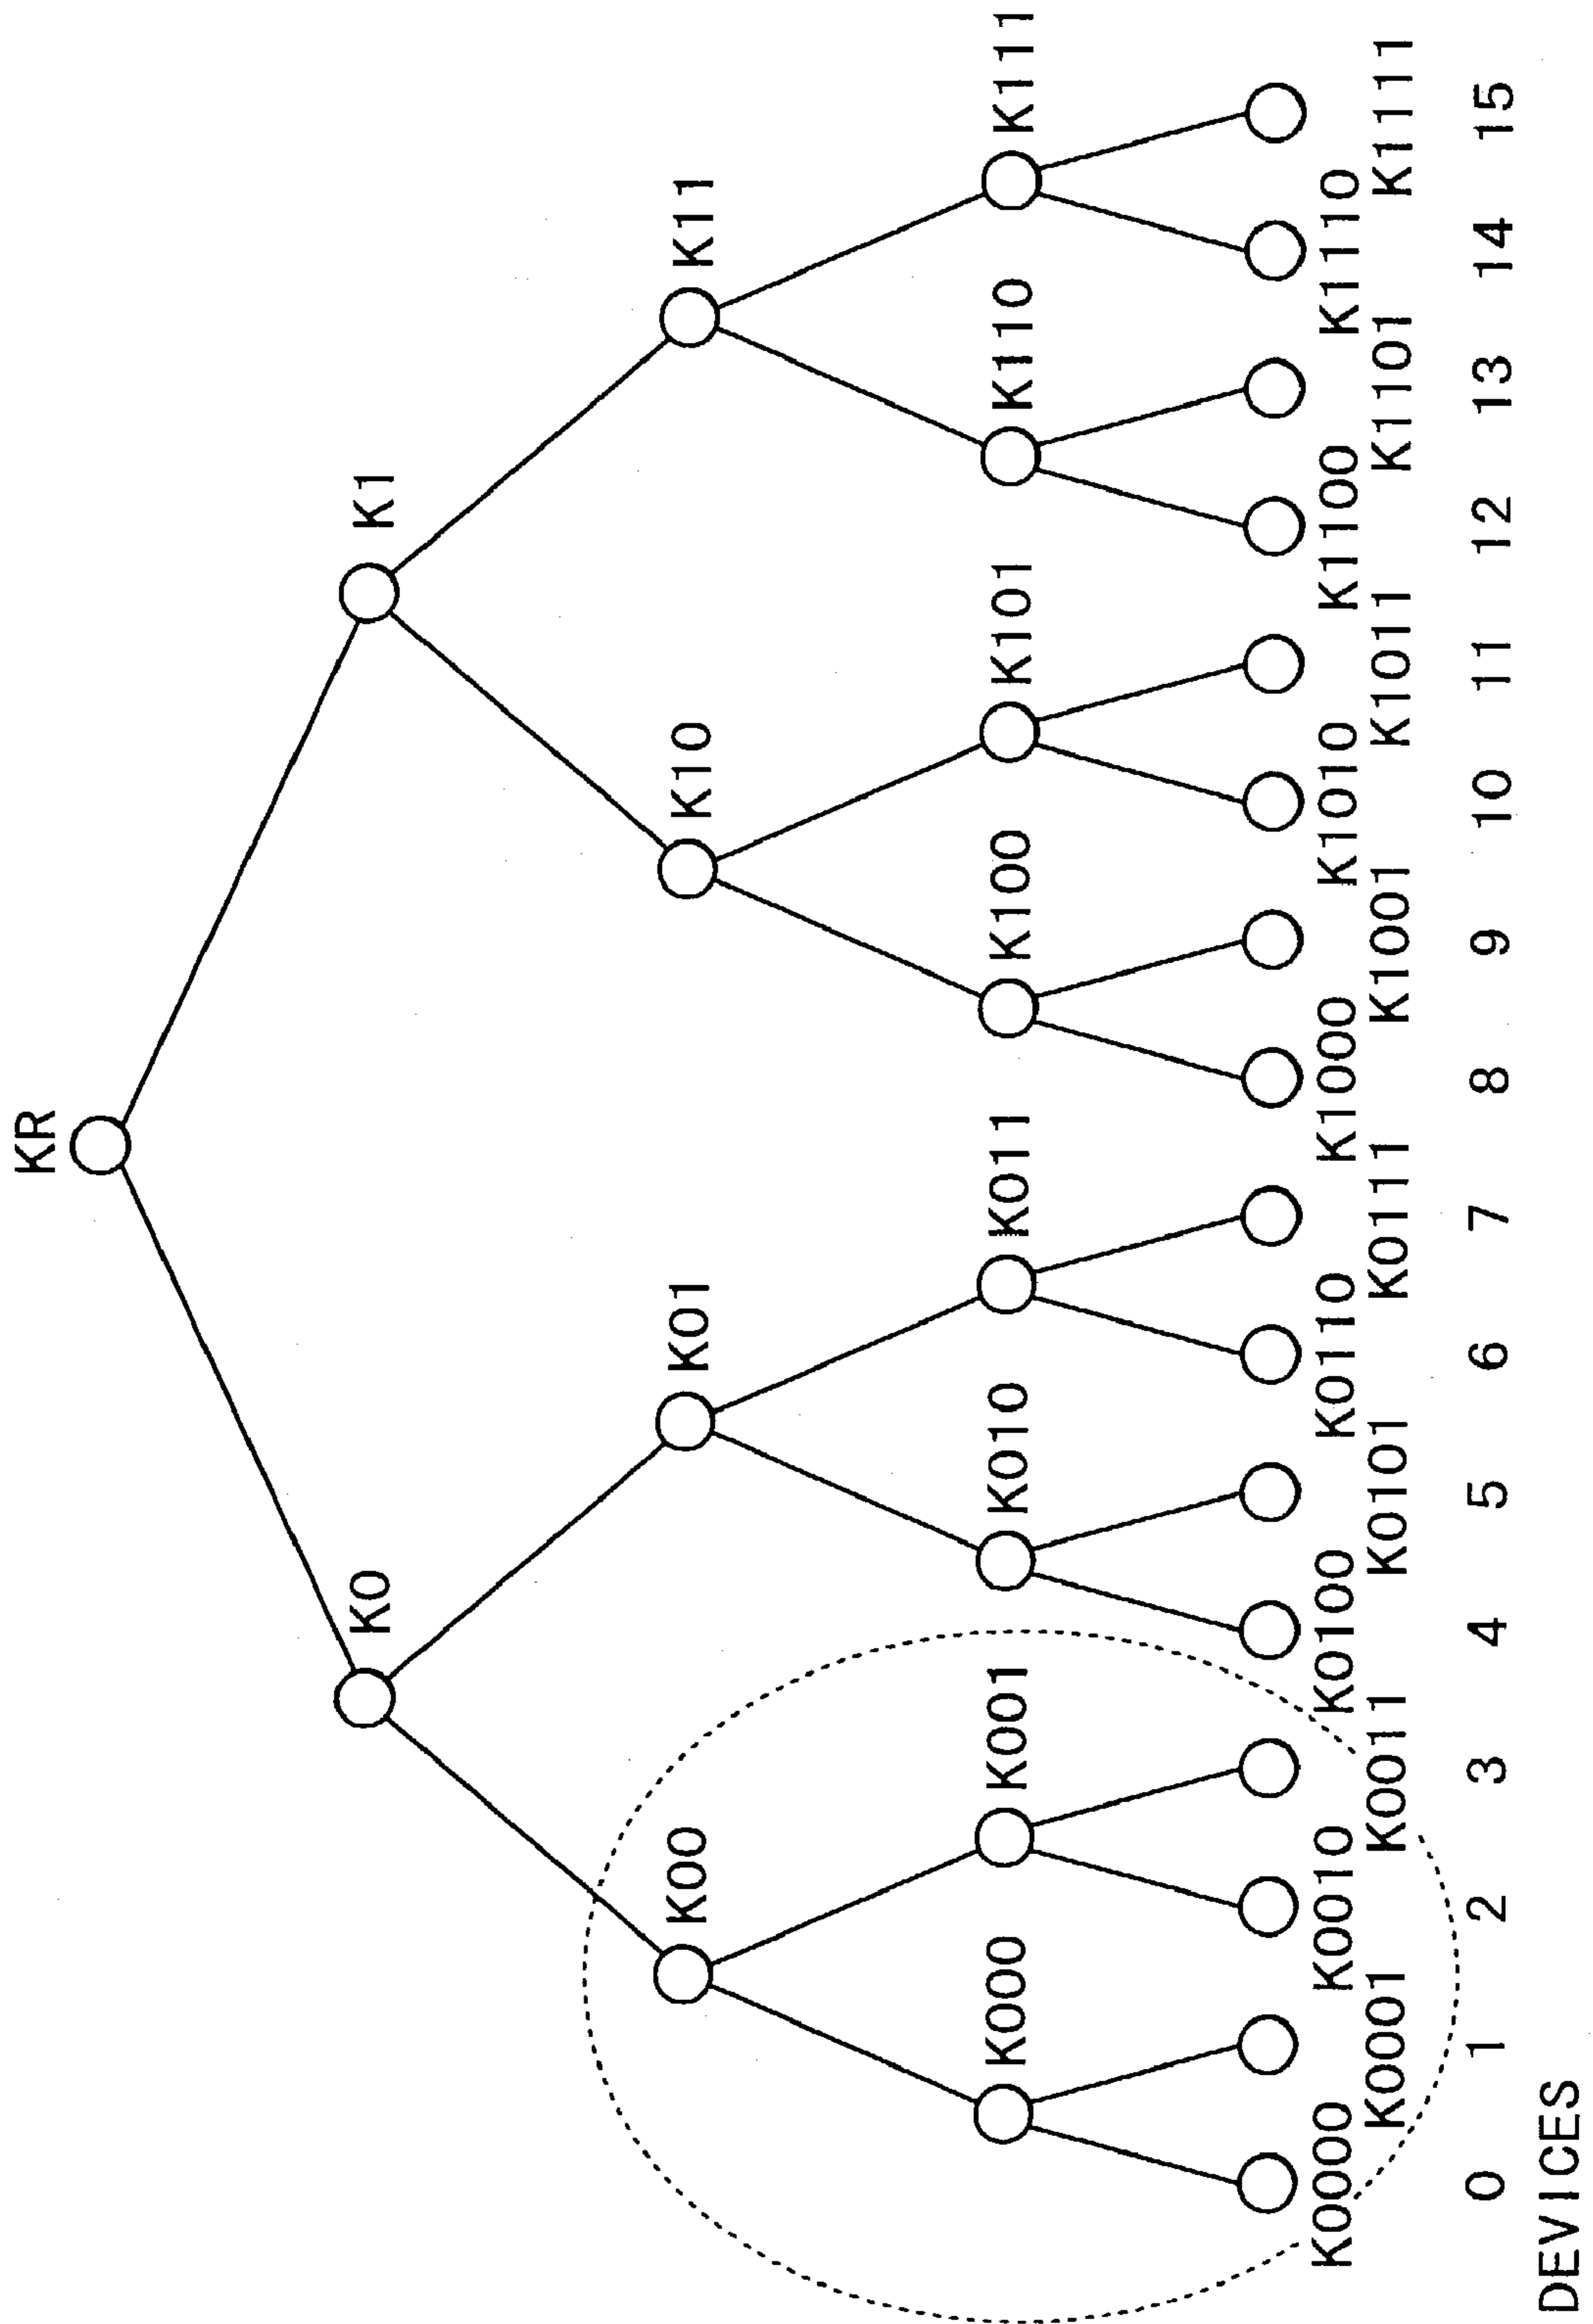 KR
K0
K1
K00
K01
K10
K11
K000
K001
K010
K011
K100
K101
K110
K111
K0000
K0010
K0100
K0110
K1000
K1010
K1100
K1110
K0001
K0011
K0101
K0111
K1001
K1011
K1101
K1111
0 1 2 3 4 5 6 7 8 9 10 11 12 13 14 15
DEVICES